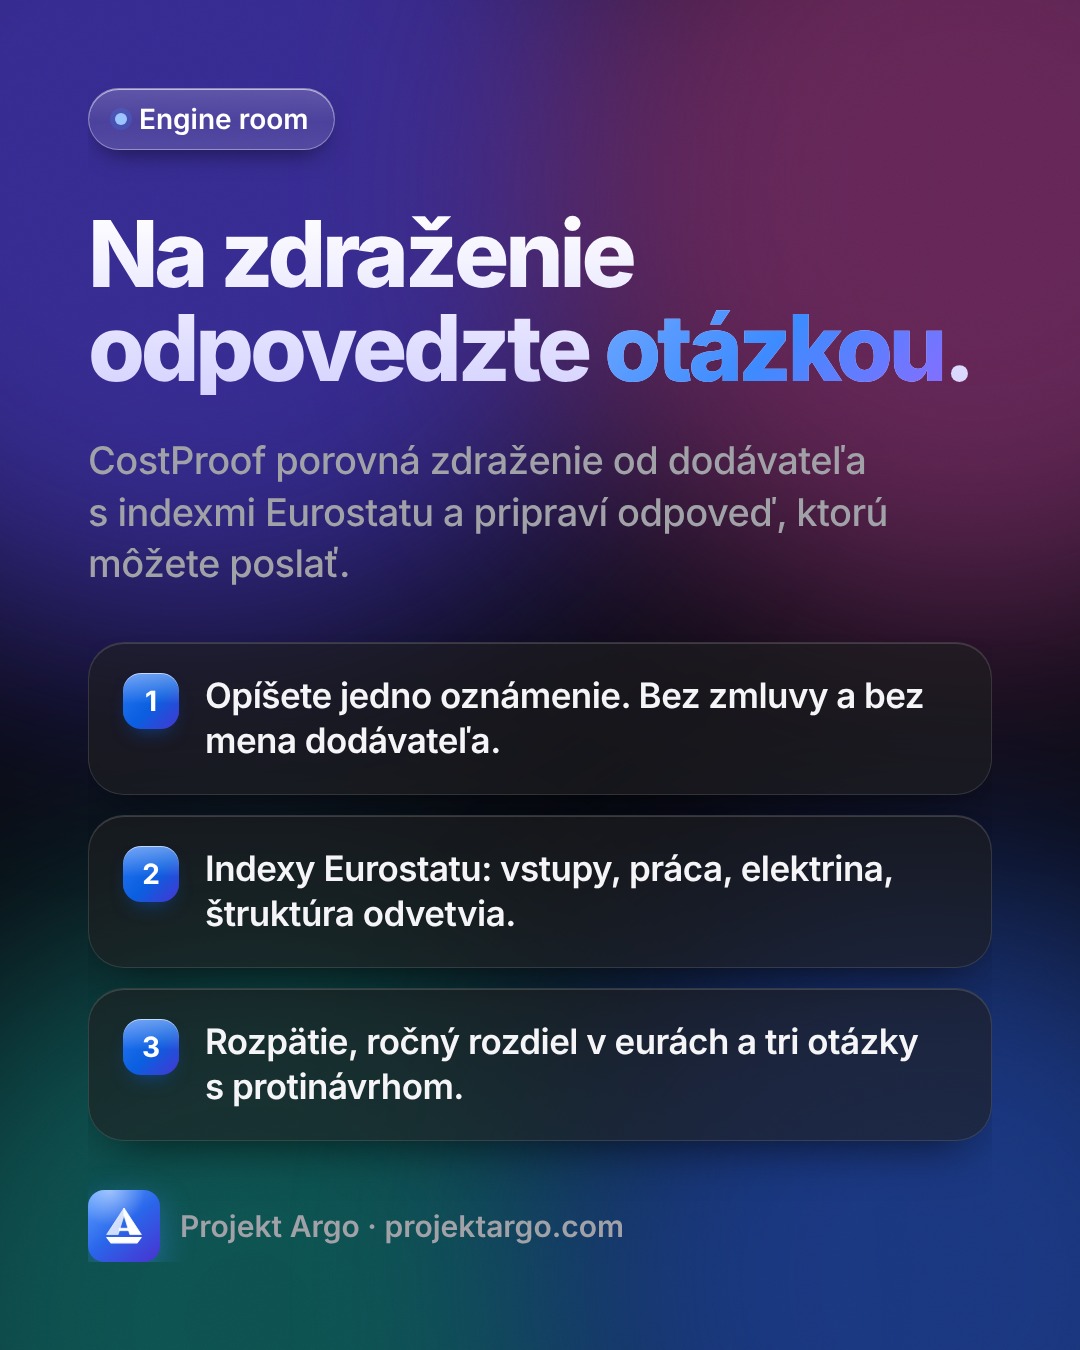 Engine room
Na zdraženie
odpovedzte otázkou.
CostProof porovná zdraženie od dodávateľa
s indexmi Eurostatu a pripraví odpoveď, ktorú
môžete poslať.
1 Opíšete jedno oznámenie. Bez zmluvy a bez
mena dodávateľa.
2 Indexy Eurostatu: vstupy, práca, elektrina,
štruktúra odvetvia.
3 Rozpätie, ročný rozdiel v eurách a tri otázky
s protinávrhom.
Projekt Argo · projektargo.com